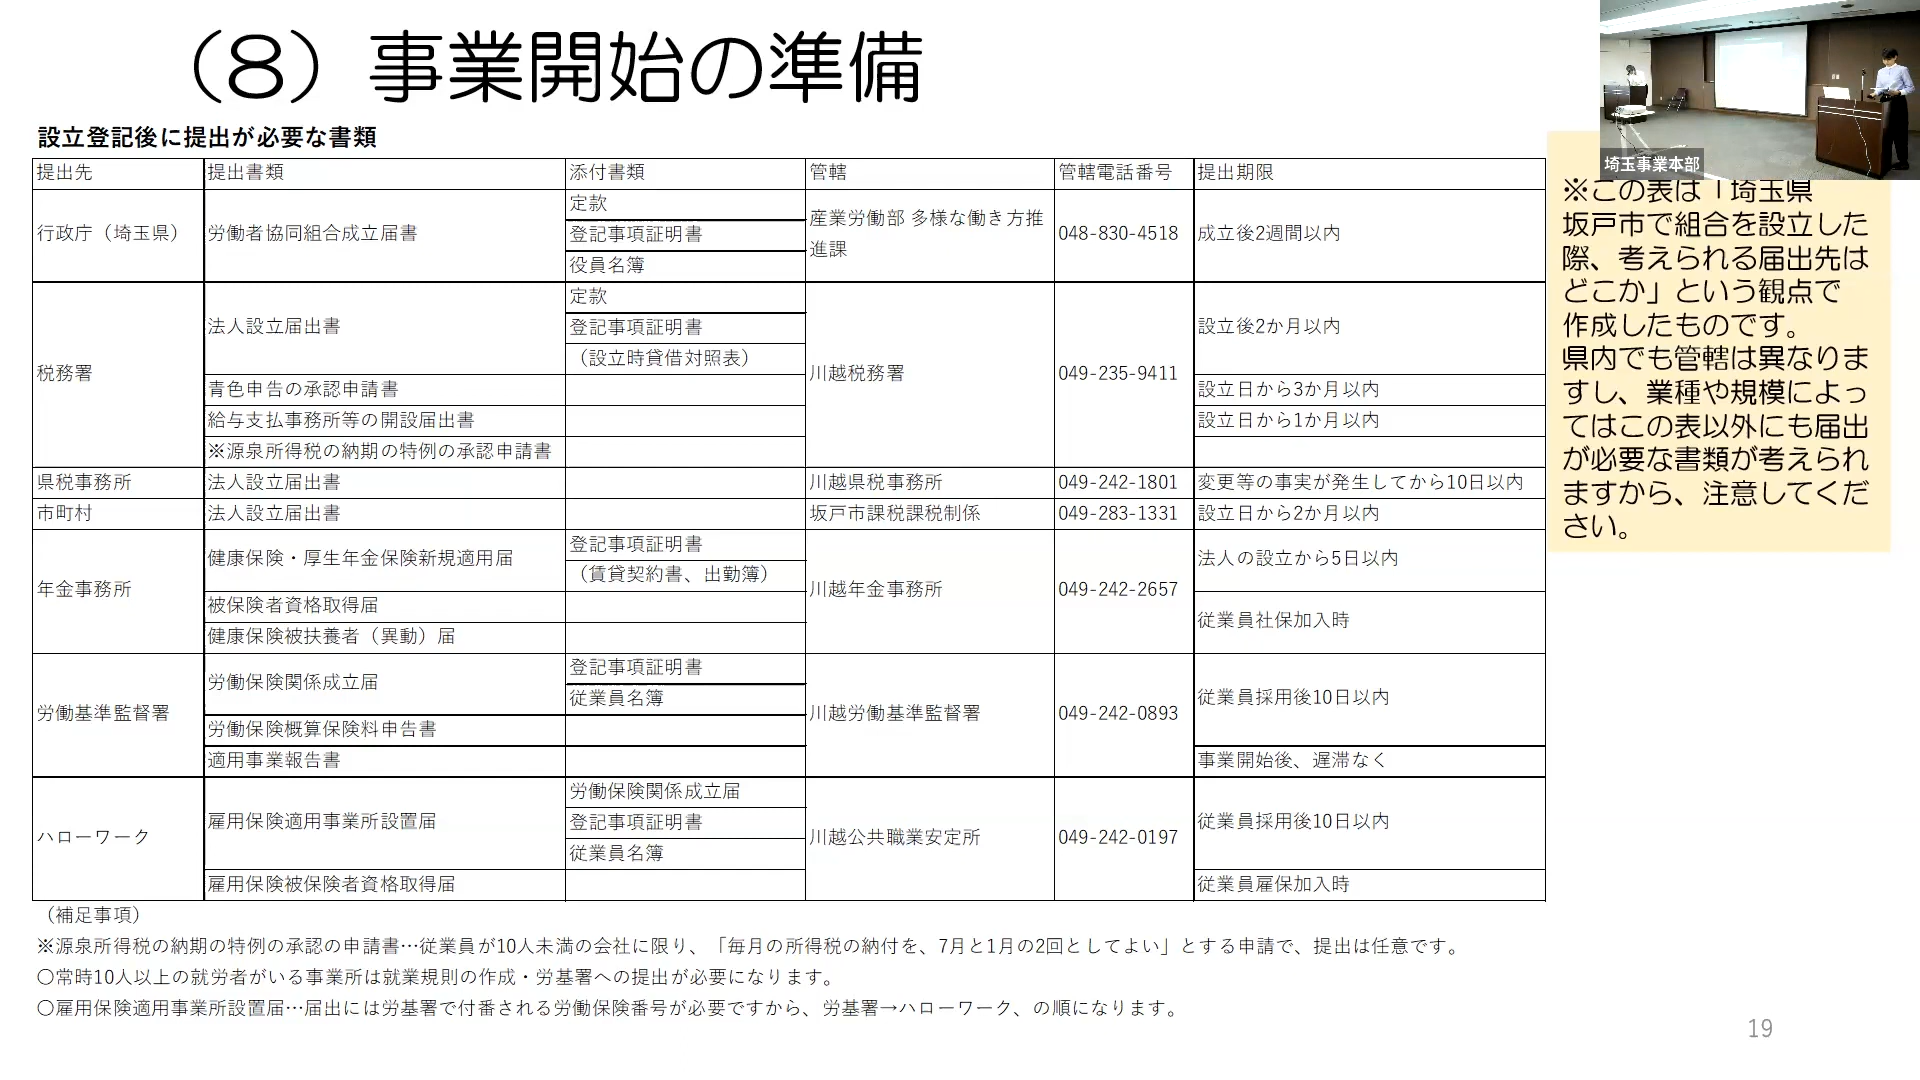 （8）事業開始の準備
設立登記後に提出が必要な書類
提出先 提出書類 添付書類 管轄 管轄電話番号 提出期限
行政庁（埼玉県） 労働者協同組合成立届書 定款 産業労働部 多様な働き方推進課 048-830-4518 成立後2週間以内
登記事項証明書
役員名簿
税務署 法人設立届出書 定款 川越税務署 049-235-9411 設立後2か月以内
登記事項証明書
（設立時貸借対照表）
青色申告の承認申請書 設立日から3か月以内
給与支払事務所等の開設届出書 設立日から1か月以内
※源泉所得税の納期の特例の承認申請書
県税事務所 法人設立届出書 川越県税事務所 049-242-1801 変更等の事実が発生してから10日以内
市町村 法人設立届出書 坂戸市課税課税制係 049-283-1331 設立日から2か月以内
年金事務所 健康保険・厚生年金保険新規適用届 登記事項証明書 川越年金事務所 049-242-2657 法人の設立から5日以内
（賃貸契約書、出勤簿）
被保険者資格取得届 従業員社保加入時
健康保険被扶養者（異動）届
労働基準監督署 労働保険関係成立届 登記事項証明書 川越労働基準監督署 049-242-0893 従業員採用後10日以内
従業員名簿
労働保険概算保険料申告書
適用事業報告書 事業開始後、遅滞なく
ハローワーク 雇用保険適用事業所設置届 労働保険関係成立届 川越公共職業安定所 049-242-0197 従業員採用後10日以内
登記事項証明書
従業員名簿
雇用保険被保険者資格取得届 従業員雇保加入時
（補足事項）
※源泉所得税の納期の特例の承認の申請書…従業員が10人未満の会社に限り、「毎月の所得税の納付を、7月と1月の2回としてよい」とする申請で、提出は任意です。
〇常時10人以上の就労者がいる事業所は就業規則の作成・労基署への提出が必要になります。
〇雇用保険適用事業所設置届…届出には労基署で付番される労働保険番号が必要ですから、労基署→ハローワーク、の順になります。
埼玉事業本部
※この表は「埼玉県
坂戸市で組合を設立した
際、考えられる届出先は
どこか」という観点で
作成したものです。
県内でも管轄は異なりま
すし、業種や規模によっ
てはこの表以外にも届出
が必要な書類が考えられ
ますから、注意してくだ
さい。
19